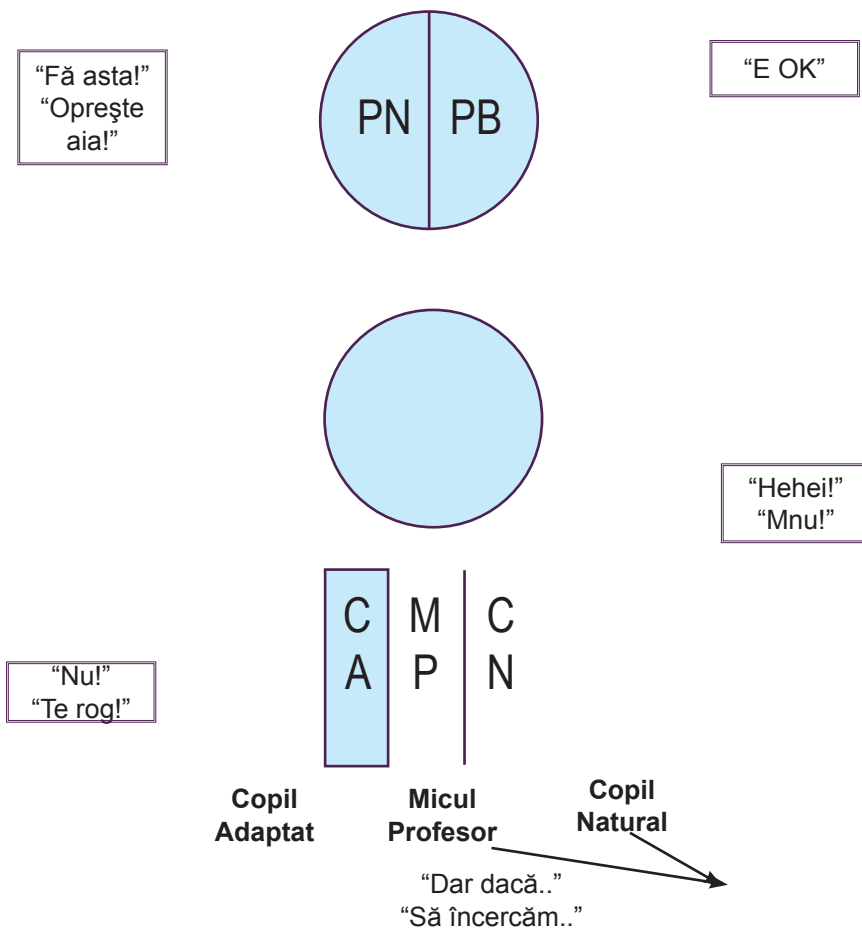 “Fă asta!”
“Opreşte
aia!”
PN PB
“E OK”
“Hehei!”
“Mnu!”
C M C
A P N
“Nu!”
“Te rog!”
Copil
Adaptat
Micul
Profesor
Copil
Natural
“Dar dacă..”
“Să încercăm..”